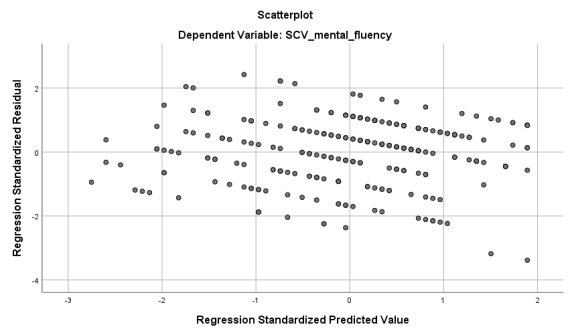 Scatterplot
Dependent Variable: SCV_mental_fluency
Regression Standardized Residual
2
0
-2
-4
-3
-2
-1
0
1
2
Regression Standardized Predicted Value